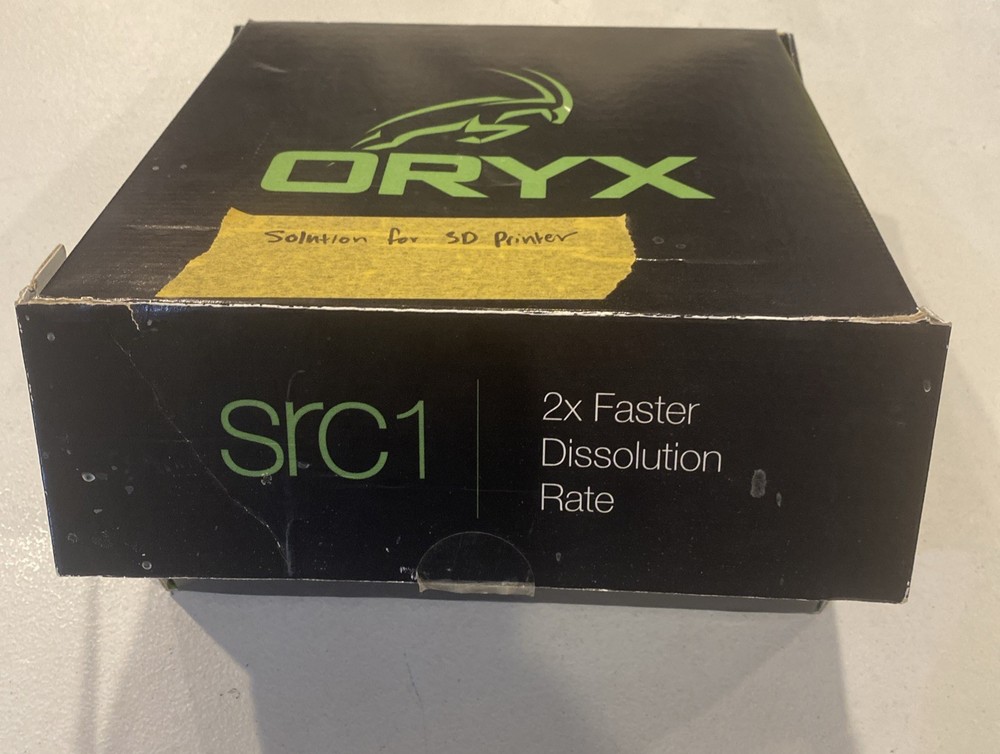 ORYX
Solution for 3D Printer
src1
2x Faster
Dissolution
Rate